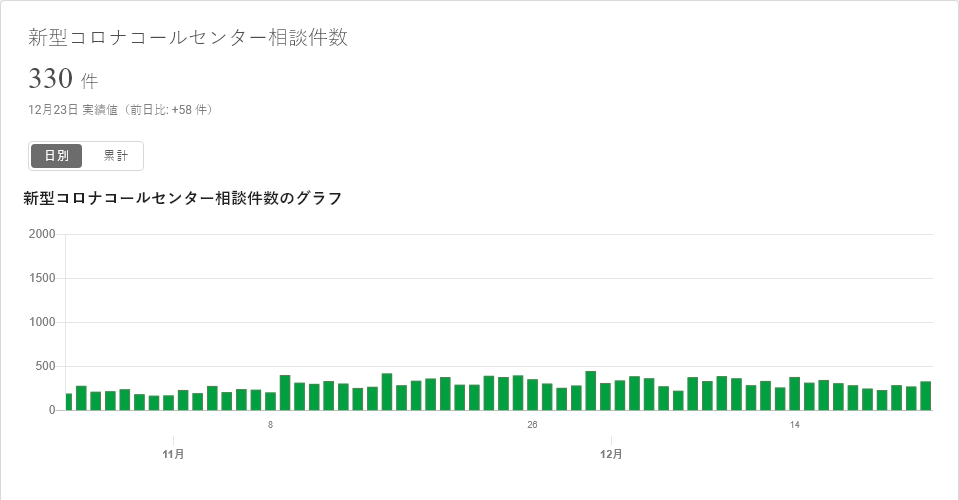 新型コロナコールセンター相談件数
330 件
12月23日 実績値（前日比: +58 件）
日別 累計
新型コロナコールセンター相談件数のグラフ
2000
1500
1000
500
0
8 26 14
11月 12月